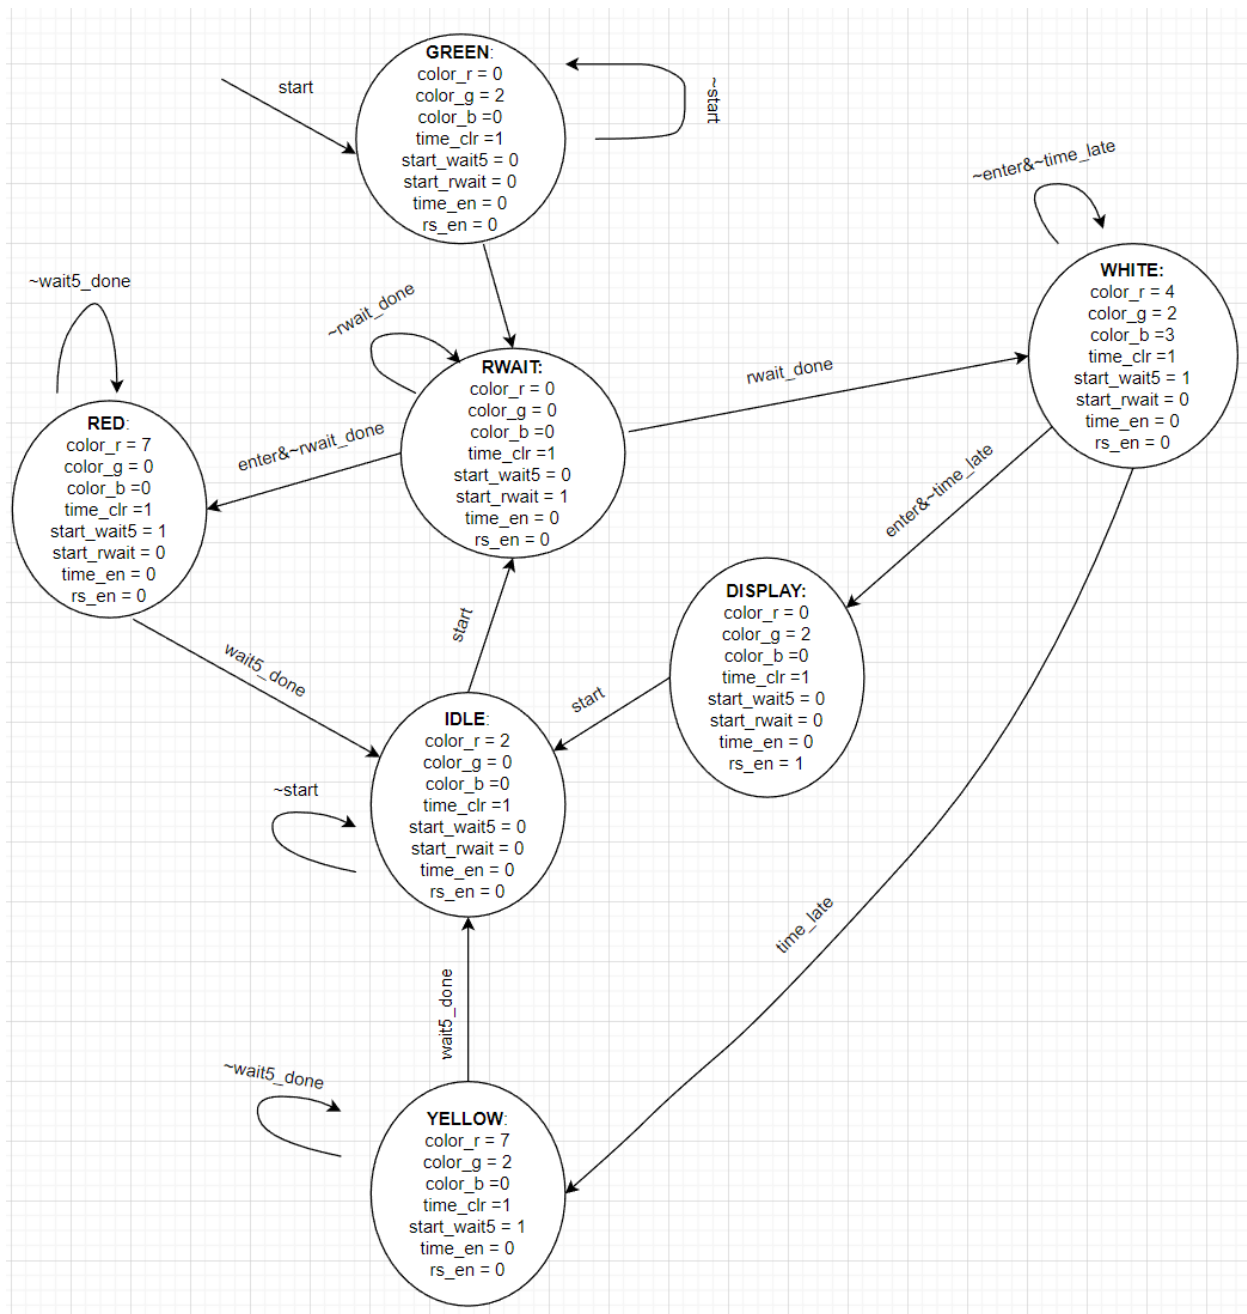 GREEN:
color_r = 0
color_g = 2
color_b =0
time_clr =1
start_wait5 = 0
start_rwait = 0
time_en = 0
rs_en = 0
start
~start
~enter&~time_late
WHITE:
color_r = 4
color_g = 2
color_b =3
time_clr =1
start_wait5 = 1
start_rwait = 0
time_en = 0
rs_en = 0
~wait5_done
~rwait_done
RWAIT:
color_r = 0
color_g = 0
color_b =0
time_clr =1
start_wait5 = 0
start_rwait = 1
time_en = 0
rs_en = 0
rwait_done
RED:
color_r = 7
color_g = 0
color_b =0
time_clr =1
start_wait5 = 1
start_rwait = 0
time_en = 0
rs_en = 0
enter&~rwait_done
enter&~time_late
DISPLAY:
color_r = 0
color_g = 2
color_b =0
time_clr =1
start_wait5 = 0
start_rwait = 0
time_en = 0
rs_en = 1
start
wait5_done
start
IDLE:
color_r = 2
color_g = 0
color_b =0
time_clr =1
start_wait5 = 0
start_rwait = 0
time_en = 0
rs_en = 0
~start
time_late
wait5_done
~wait5_done
YELLOW:
color_r = 7
color_g = 2
color_b =0
time_clr =1
start_wait5 = 1
time_en = 0
rs_en = 0